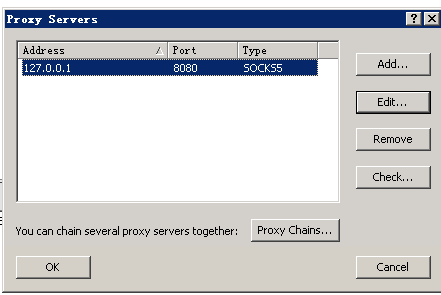 Proxy Servers
Address Port Type
127.0.0.1 8080 SOCKS5
Add...
Edit...
Remove
Check...
You can chain several proxy servers together: Proxy Chains...
OK Cancel